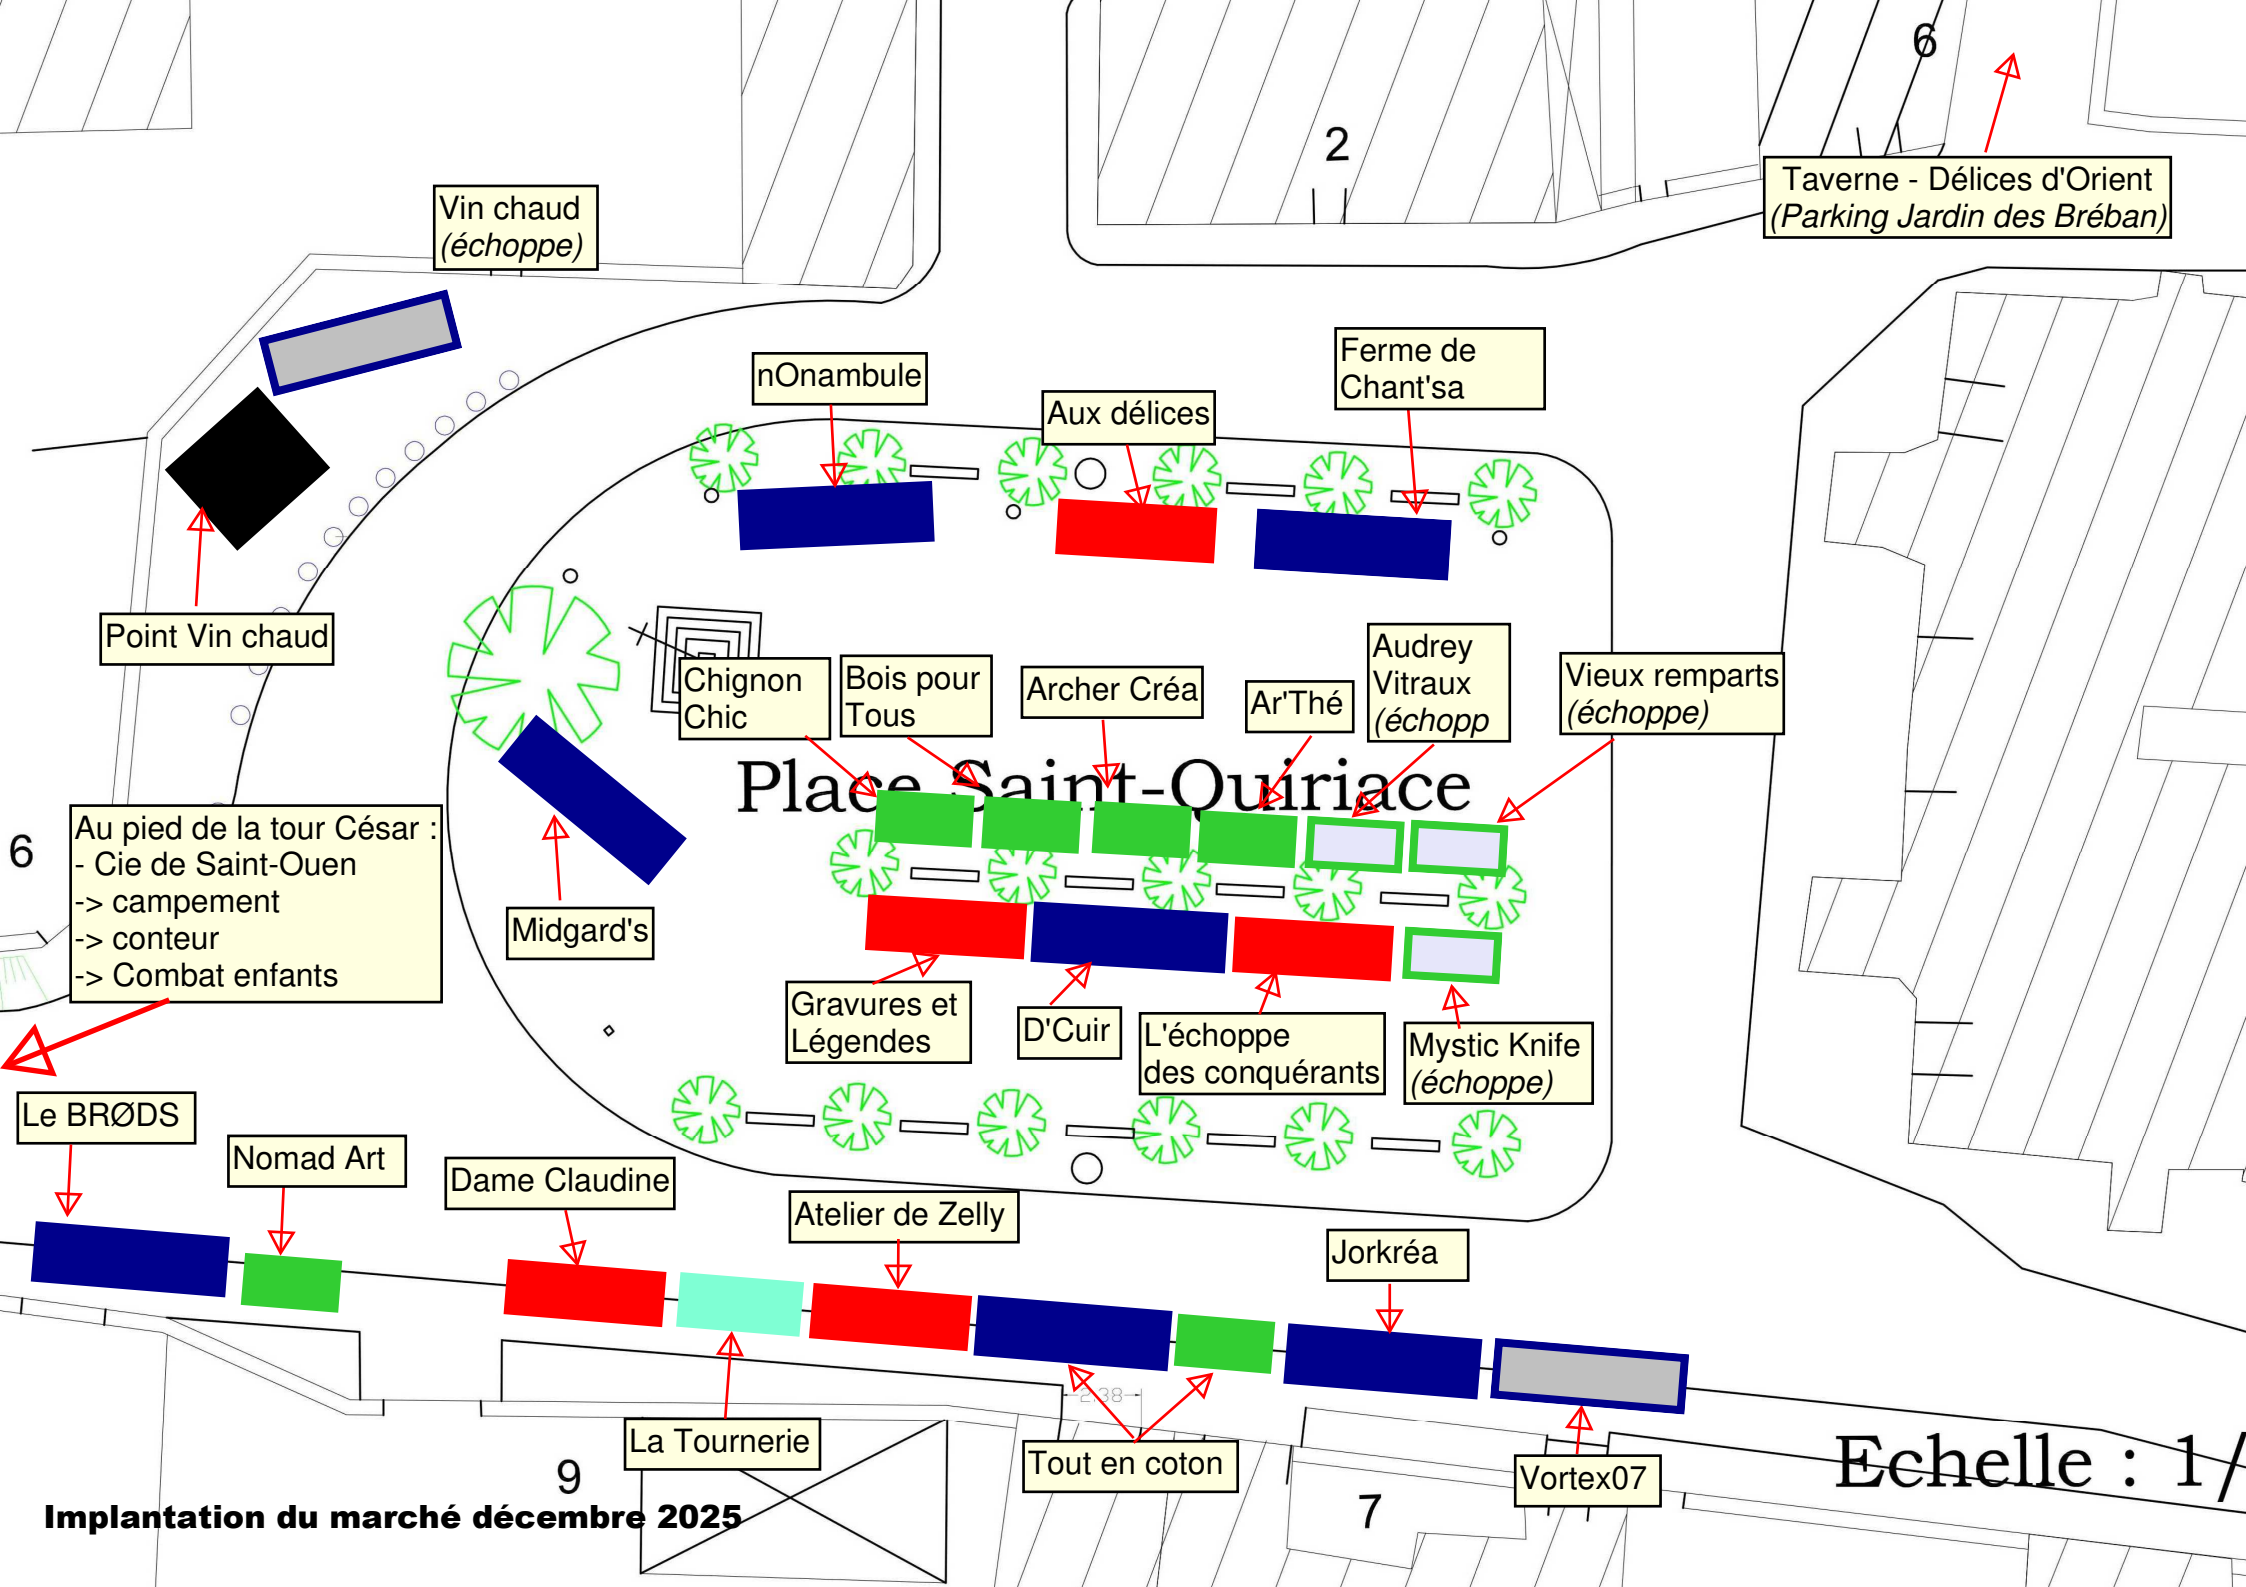 6
2
Taverne - Délices d'Orient
(Parking Jardin des Bréban)
Vin chaud
(échoppe)
nOnambule
Aux délices
Ferme de
Chant'sa
Point Vin chaud
Chignon
Chic
Bois pour
Tous
Archer Créa
Ar'Thé
Audrey
Vitraux
(échopp
Vieux remparts
(échoppe)
Place Saint-Quiriace
6
Au pied de la tour César :
- Cie de Saint-Ouen
-> campement
-> conteur
-> Combat enfants
Midgard's
Gravures et
Légendes
D'Cuir
L'échoppe
des conquérants
Mystic Knife
(échoppe)
Le BRØDS
Nomad Art
Dame Claudine
Atelier de Zelly
Jorkréa
2.38
La Tournerie
Tout en coton
Vortex07
Echelle : 1/
9
7
Implantation du marché décembre 2025